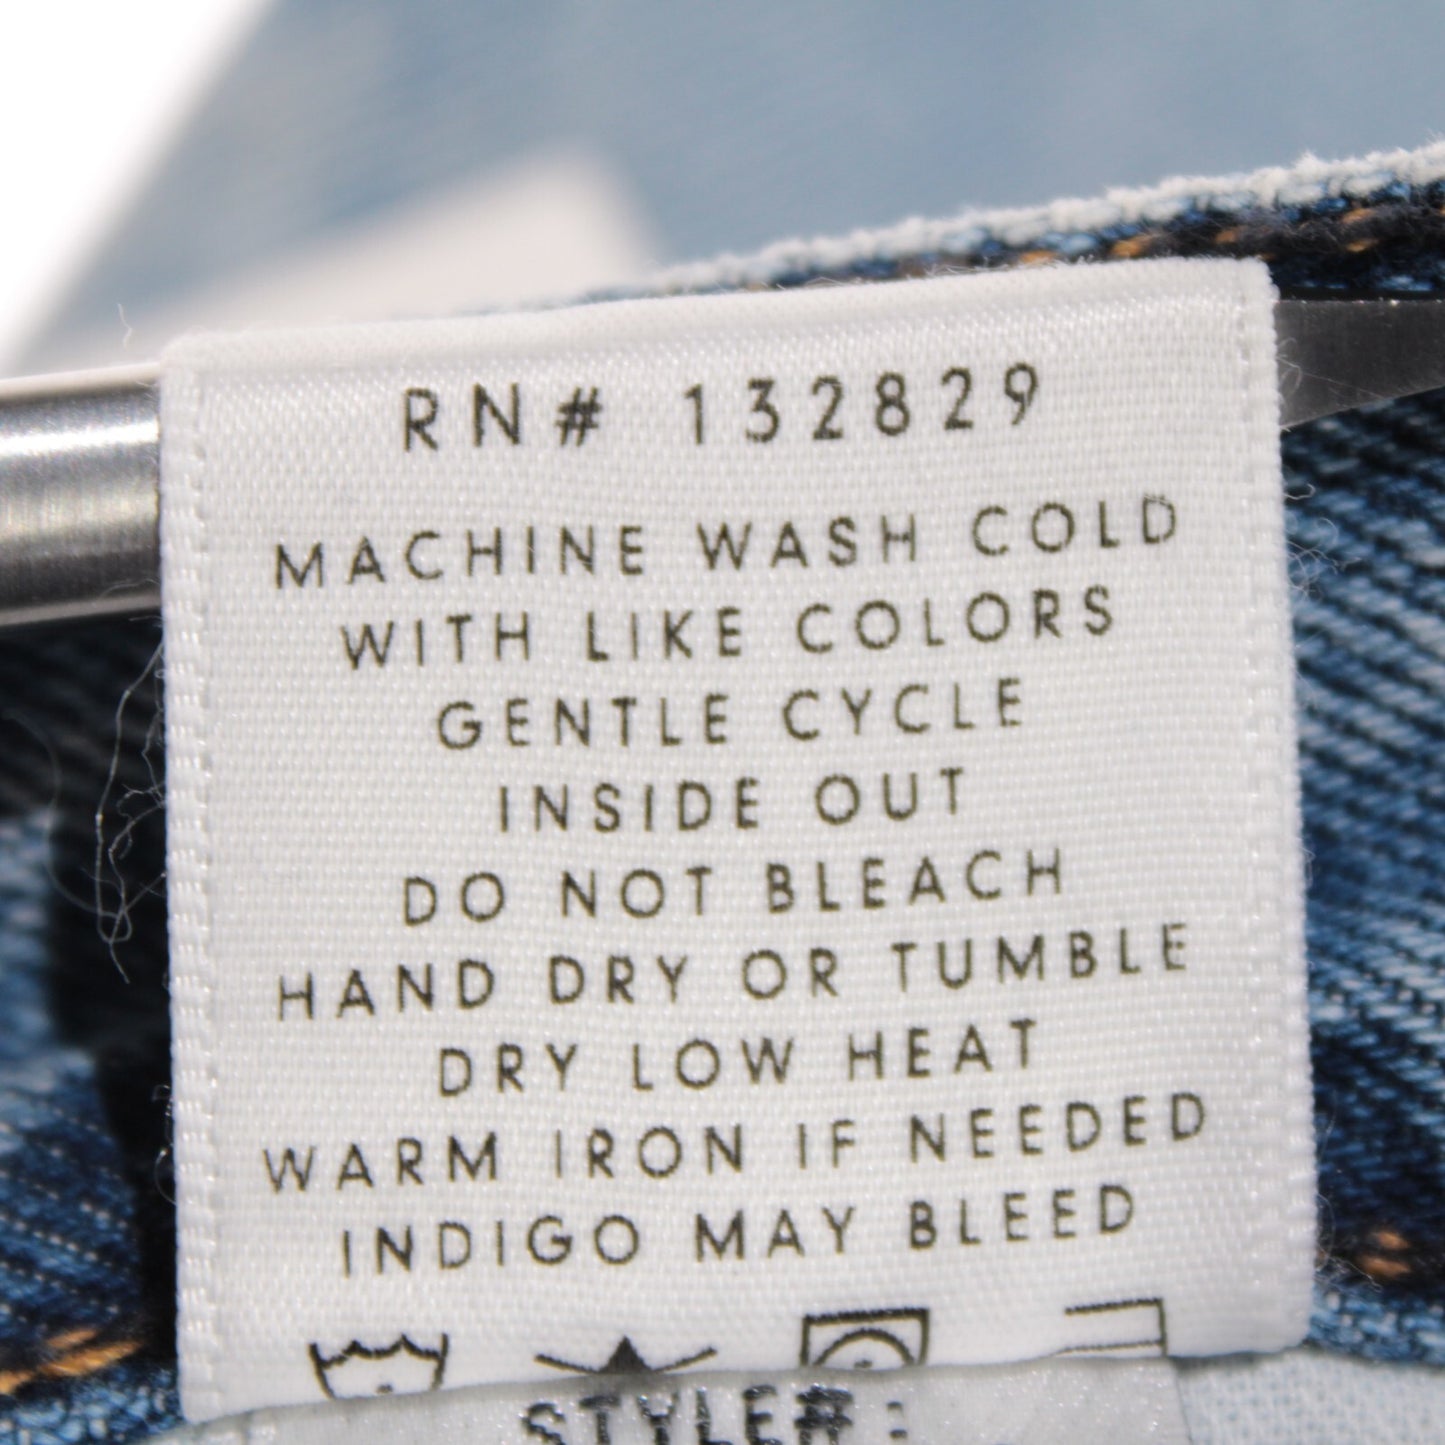 RN# 132829
MACHINE WASH COLD
WITH LIKE COLORS
GENTLE CYCLE
INSIDE OUT
DO NOT BLEACH
HAND DRY OR TUMBLE
DRY LOW HEAT
WARM IRON IF NEEDED
INDIGO MAY BLEED
STYLE#: